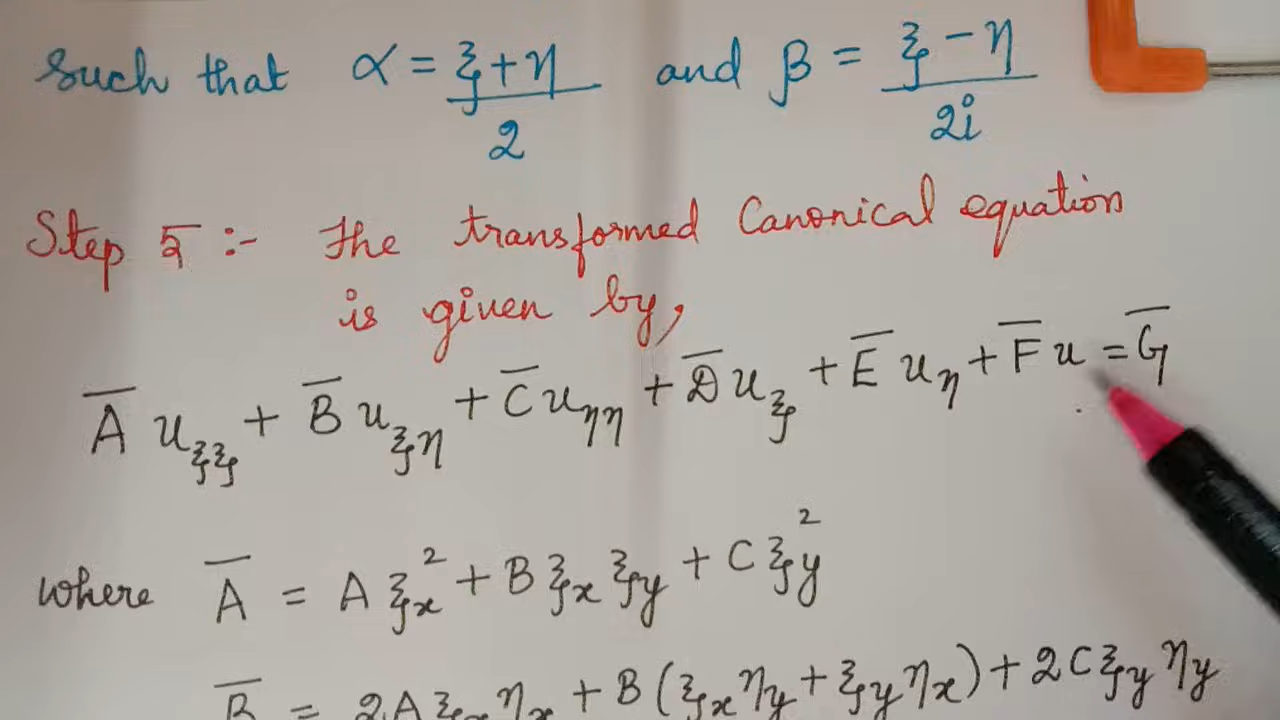 such that α = (ξ + η)/2 and β = (ξ - η)/2i
Step 5 :- The transformed Canonical equation
is given by,
A̅ u_ξξ + B̅ u_ξη + C̅ u_ηη + D̅ u_ξ + E̅ u_η + F̅ u = G̅
where A̅ = A ξ_x² + B ξ_x ξ_y + C ξ_y²
B̅ = 2A ξ_x η_x + B (ξ_x η_y + ξ_y η_x) + 2C ξ_y η_y